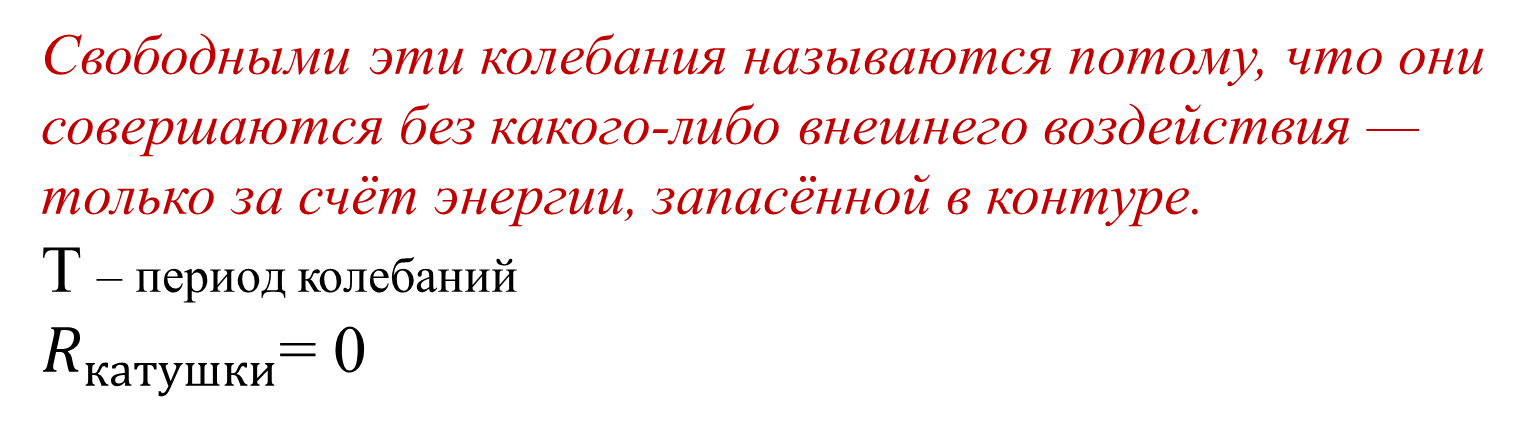 Свободными эти колебания называются потому, что они
совершаются без какого-либо внешнего воздействия —
только за счёт энергии, запасённой в контуре.
T – период колебаний
Rкатушки= 0